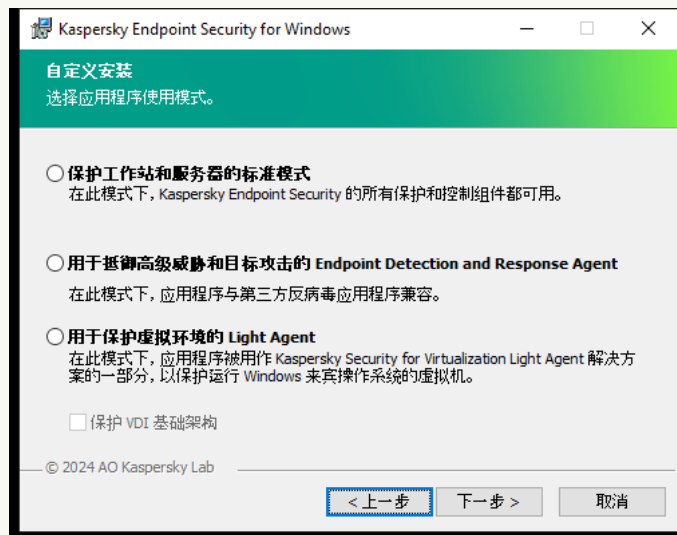 Kaspersky Endpoint Security for Windows
自定义安装
选择应用程序使用模式。
保护工作站和服务器的标准模式
在此模式下，Kaspersky Endpoint Security 的所有保护和控制组件都可用。
用于抵御高级威胁和目标攻击的 Endpoint Detection and Response Agent
在此模式下，应用程序与第三方反病毒应用程序兼容。
用于保护虚拟环境的 Light Agent
在此模式下，应用程序被用作 Kaspersky Security for Virtualization Light Agent 解决方
案的一部分，以保护运行 Windows 来宾操作系统的虚拟机。
保护 VDI 基础架构
© 2024 AO Kaspersky Lab
< 上一步 下一步 > 取消